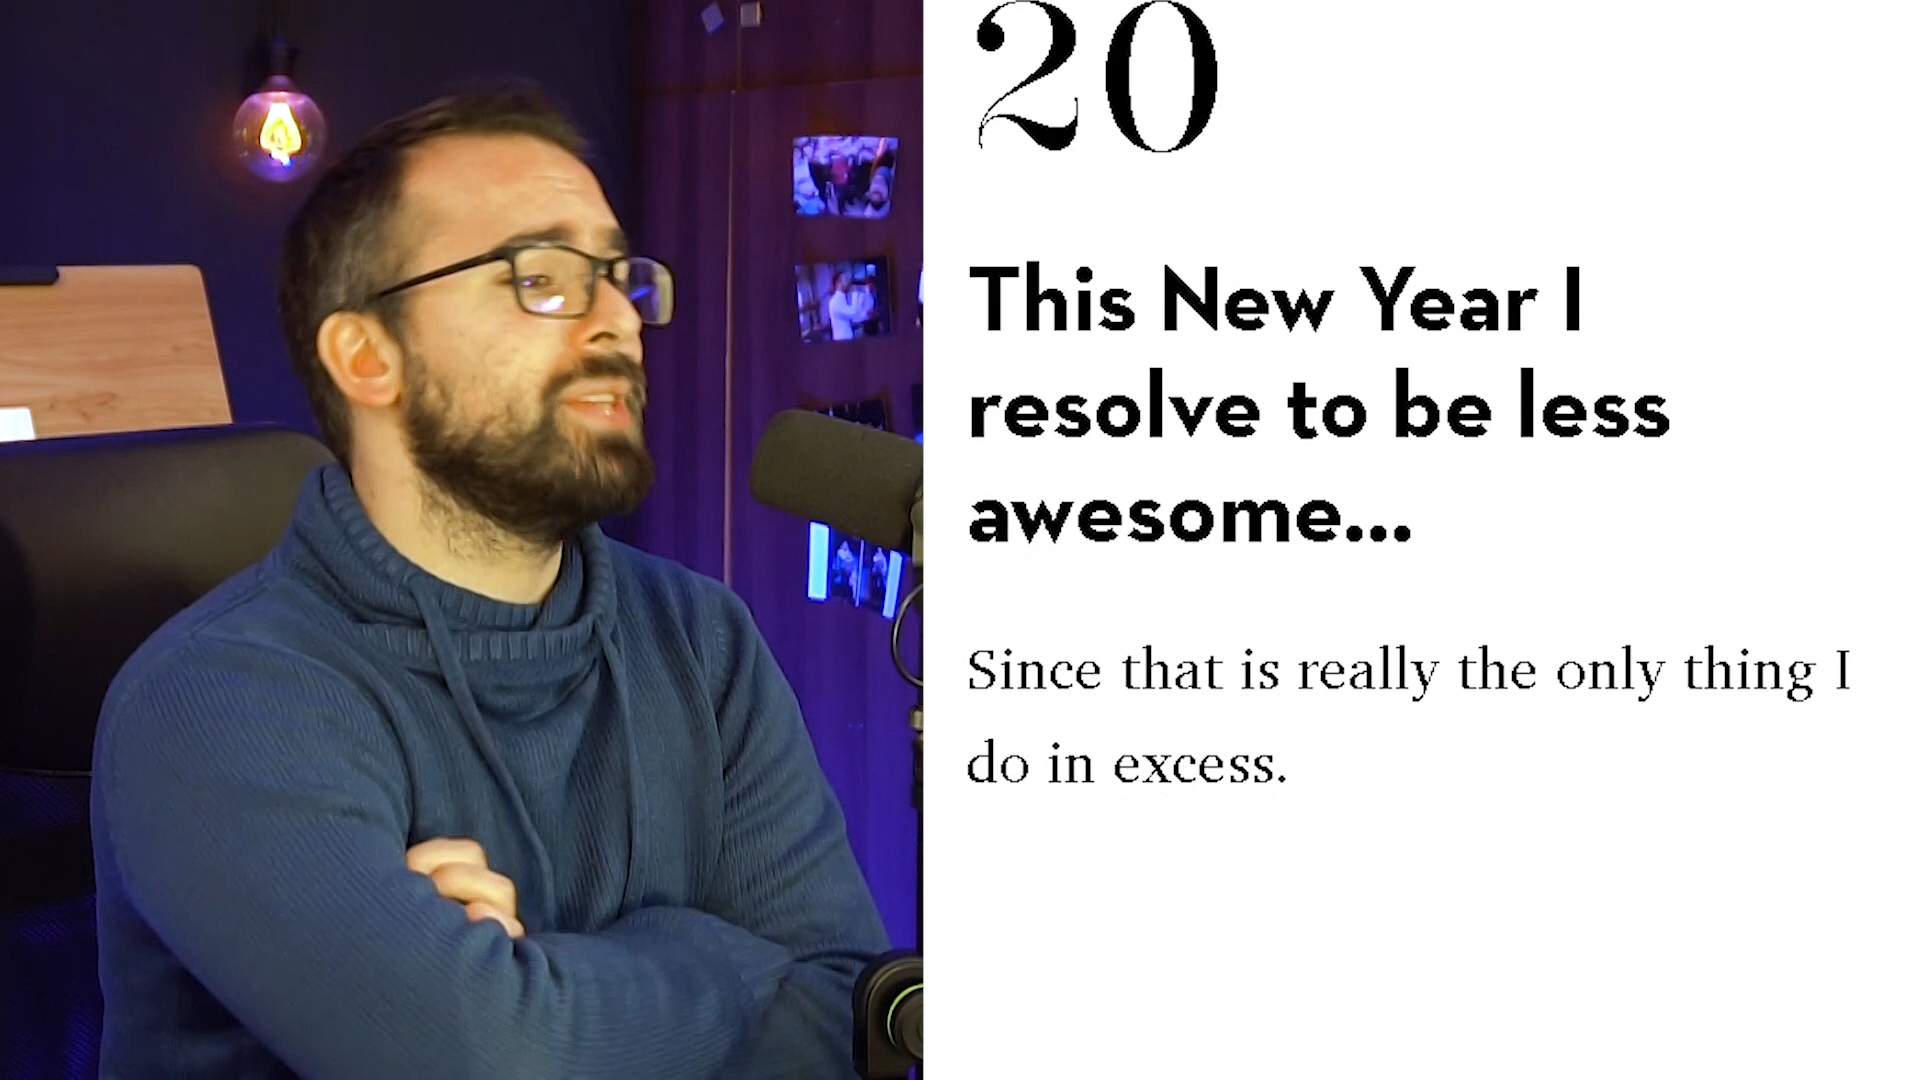 20
This New Year I
resolve to be less
awesome...
Since that is really the only thing I
do in excess.